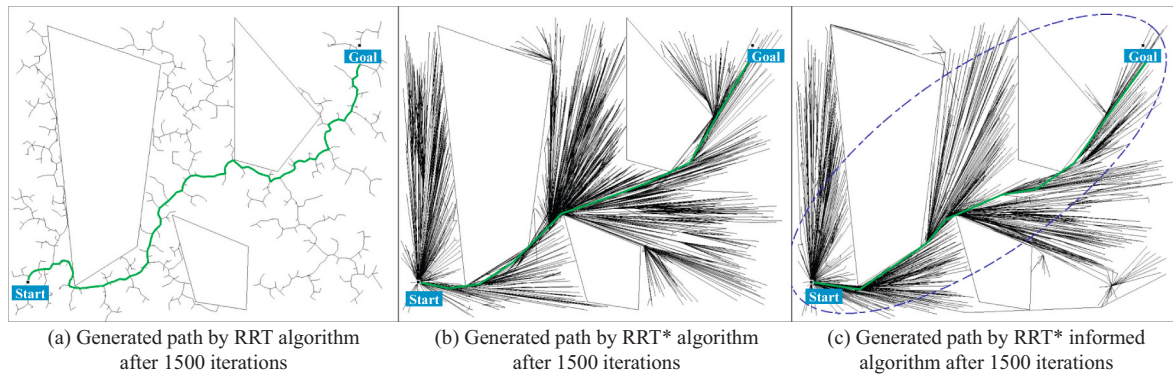 Goal
Start
(a) Generated path by RRT algorithm
after 1500 iterations
Goal
Start
(b) Generated path by RRT* algorithm
after 1500 iterations
Goal
Start
(c) Generated path by RRT* informed
algorithm after 1500 iterations